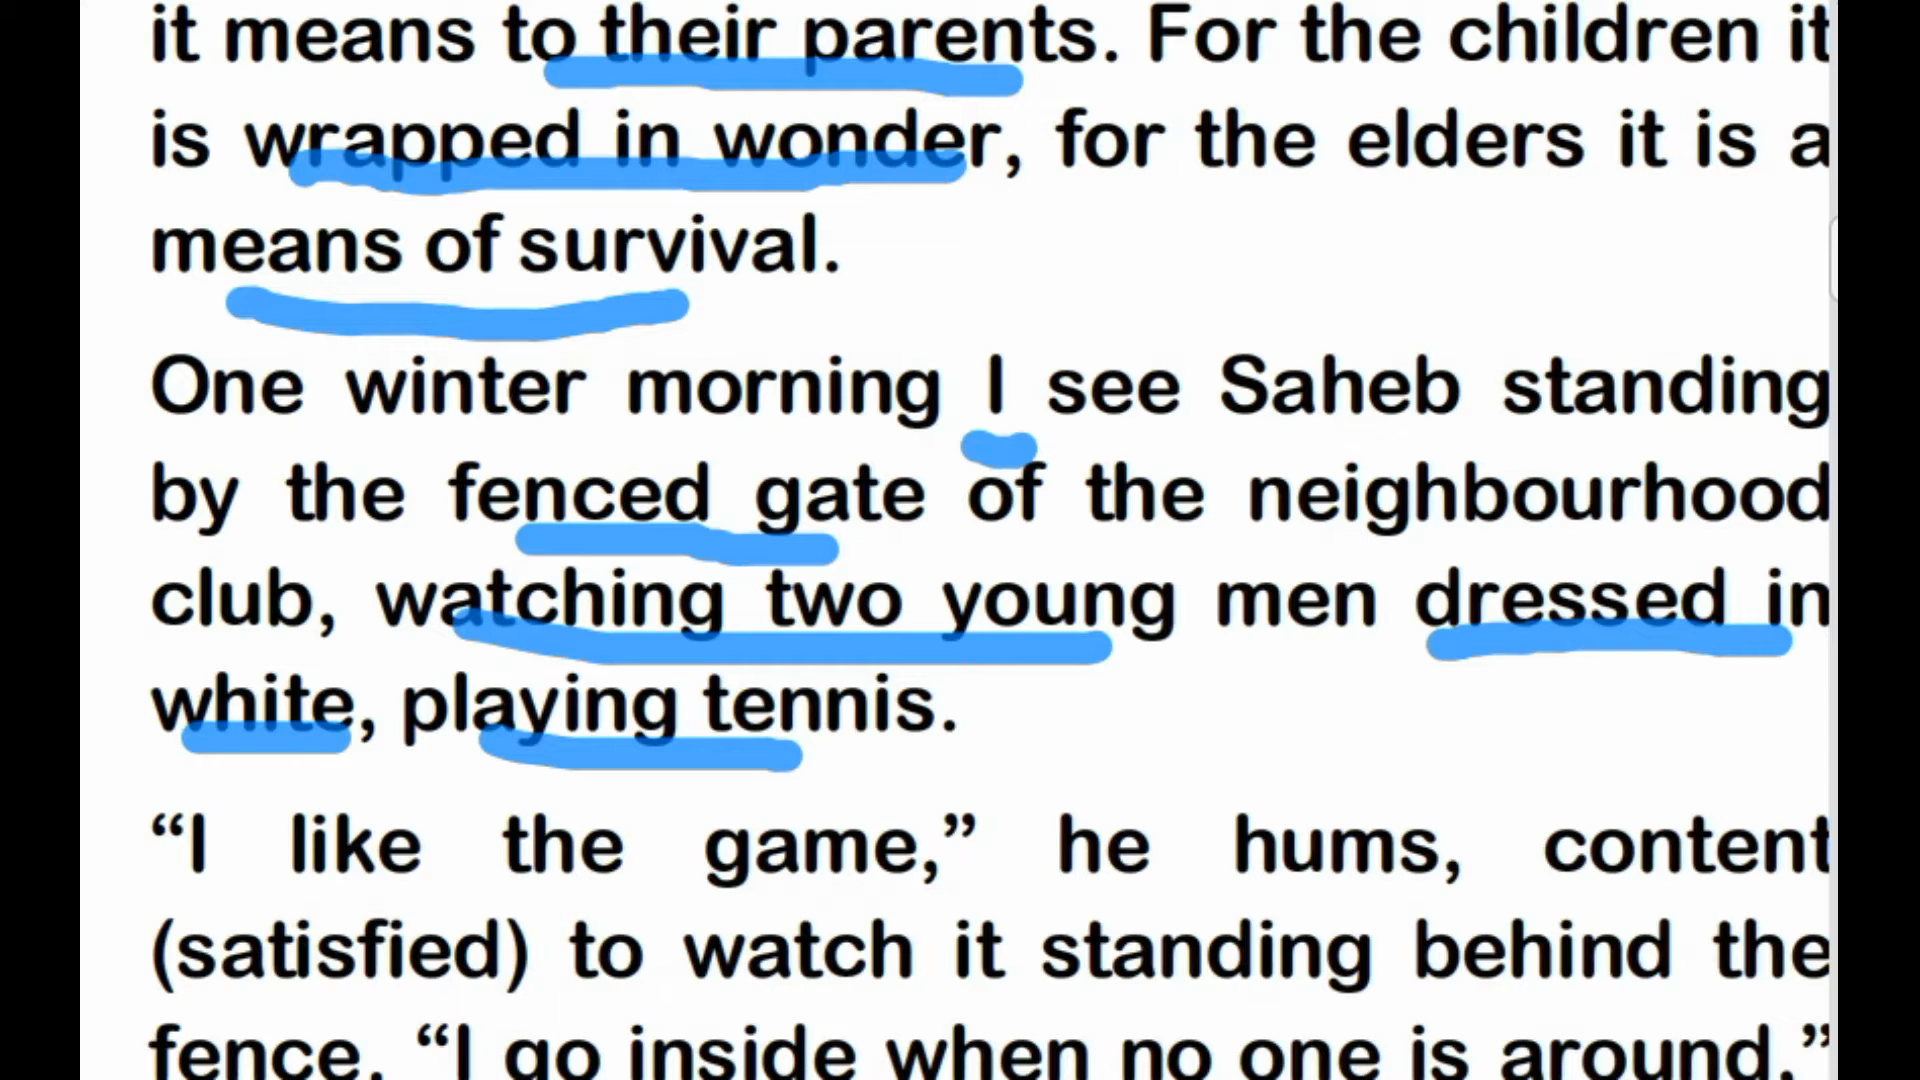 it means to their parents. For the children it
is wrapped in wonder, for the elders it is a
means of survival.
One winter morning I see Saheb standing
by the fenced gate of the neighbourhood
club, watching two young men dressed in
white, playing tennis.
“I like the game,” he hums, content
(satisfied) to watch it standing behind the
fence. “I go inside when no one is around,”